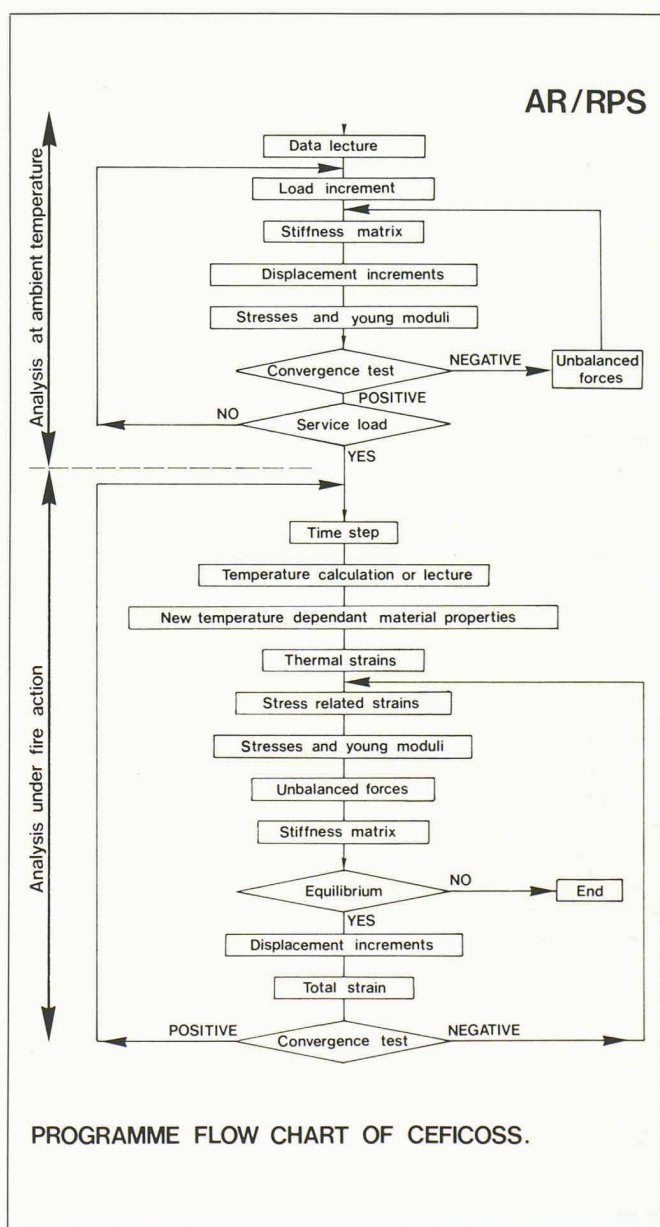 AR/RPS
Analysis at ambient temperature
Data lecture
Load increment
Stiffness matrix
Displacement increments
Stresses and young moduli
Convergence test
NEGATIVE
Unbalanced
forces
POSITIVE
NO
Service load
YES
Analysis under fire action
Time step
Temperature calculation or lecture
New temperature dependant material properties
Thermal strains
Stress related strains
Stresses and young moduli
Unbalanced forces
Stiffness matrix
Equilibrium
NO
End
YES
Displacement increments
Total strain
POSITIVE
Convergence test
NEGATIVE
PROGRAMME FLOW CHART OF CEFICOSS.